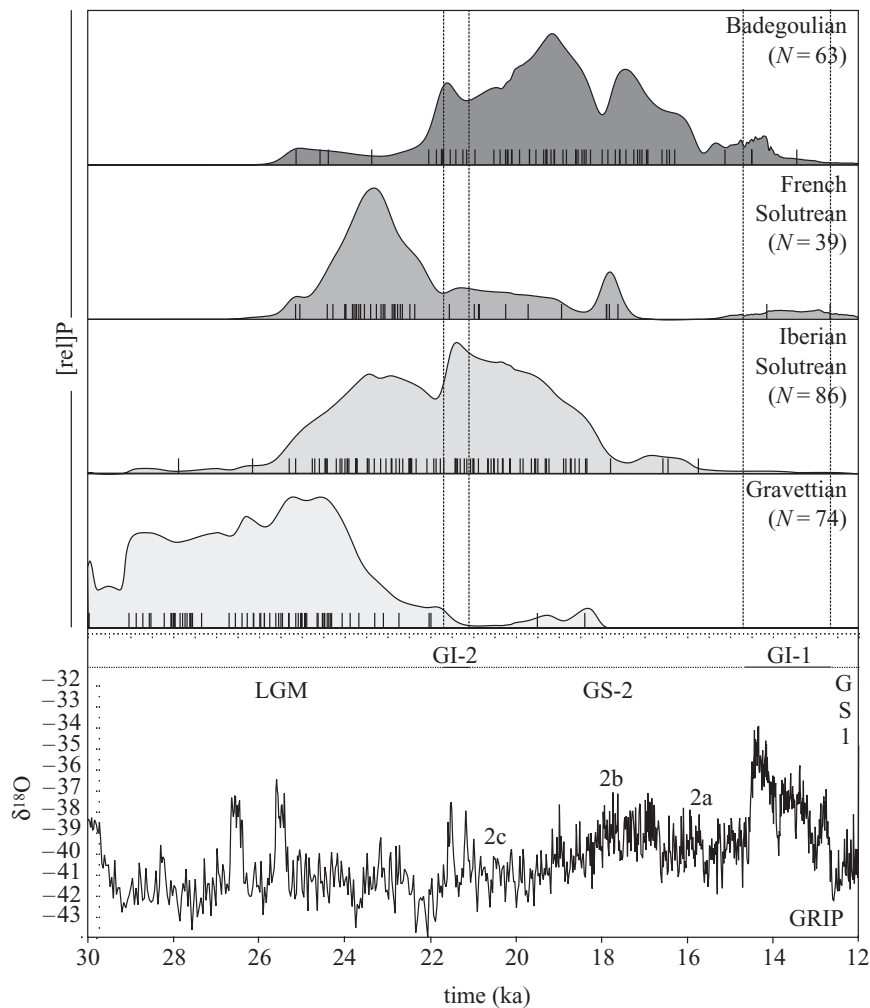 Badegoulian
(N = 63)
French
Solutrean
(N = 39)
[rel]P
Iberian
Solutrean
(N = 86)
Gravettian
(N = 74)
GI-2
GI-1
LGM
GS-2
G
S
1
−32
−33
−34
−35
−36
−37
−38
−39
−40
−41
−42
−43
δ18O
2c
2b
2a
GRIP
30 28 26 24 22 20 18 16 14 12
time (ka)